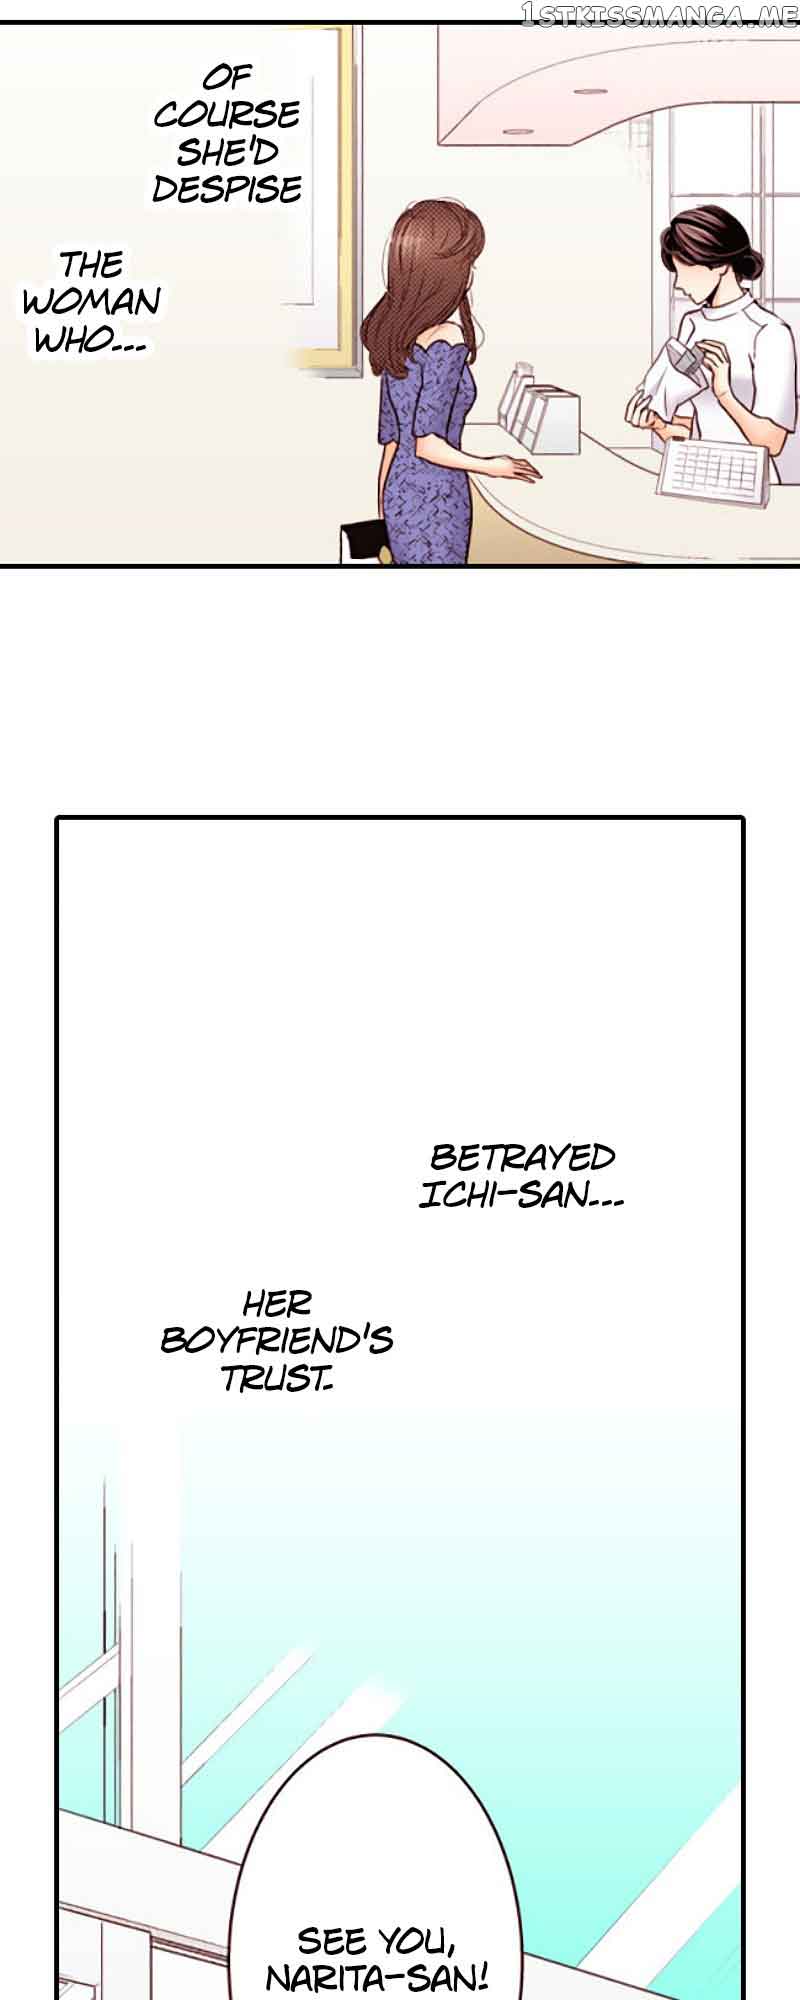 1STKISSMANGA.ME
OF
COURSE
SHE'D
DESPISE
THE
WOMAN
WHO...
BETRAYED
ICHI-SAN...
HER
BOYFRIEND'S
TRUST.
SEE YOU,
NARITA-SAN!